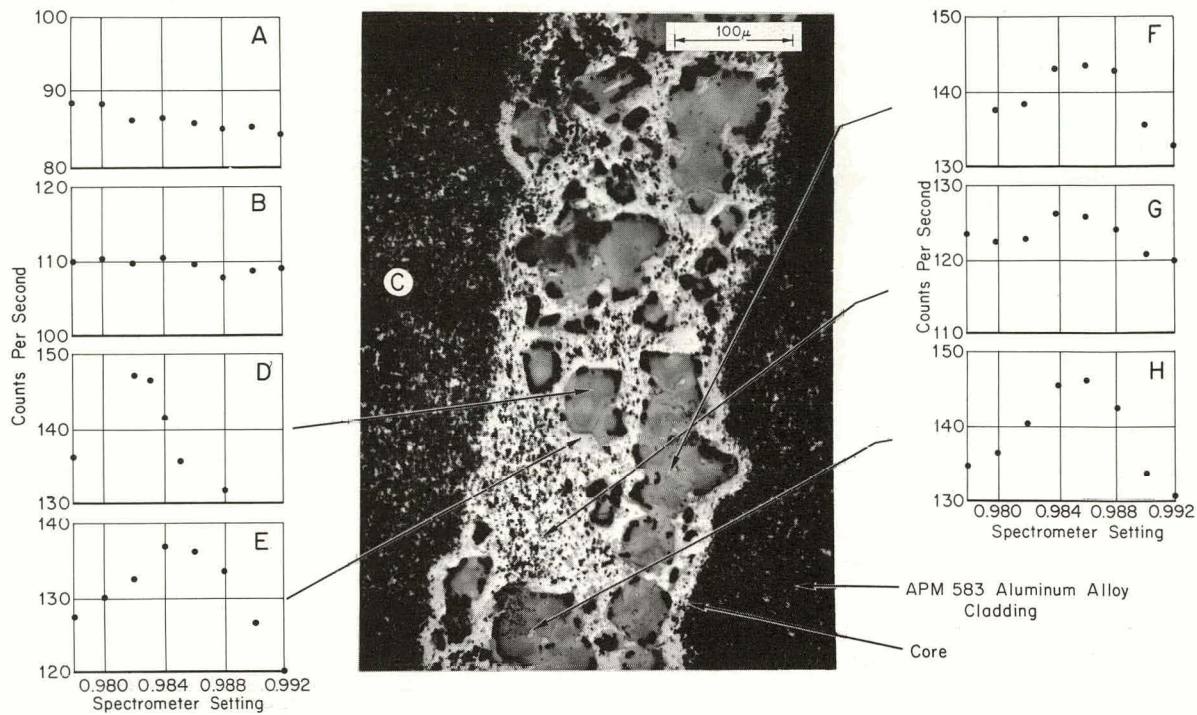 A
100
90
80
B
120
110
100
Counts Per Second
D'
150
140
130
E
140
130
120
0.980 0.984 0.988 0.992
Spectrometer Setting
100μ
C
F
150
140
130
G
130
120
110
Counts Per Second
H
150
140
130
0.980 0.984 0.988 0.992
Spectrometer Setting
APM 583 Aluminum Alloy
Cladding
Core